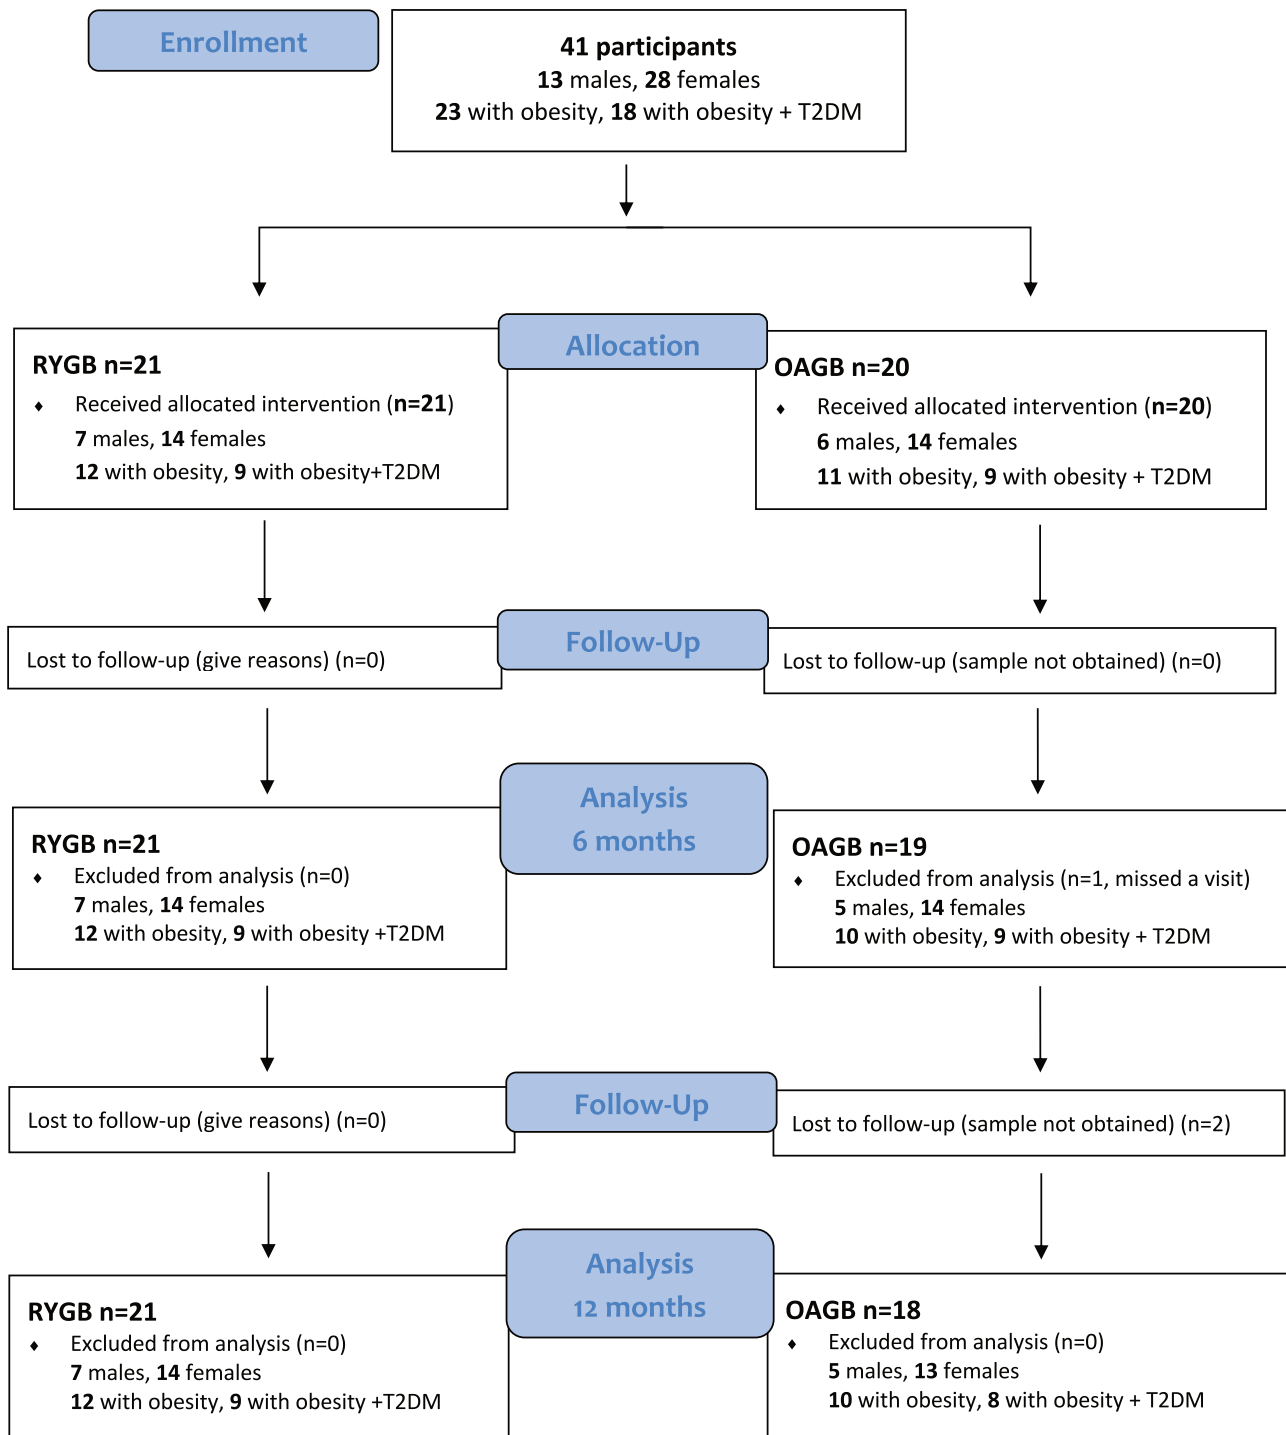 Enrollment
41 participants
13 males, 28 females
23 with obesity, 18 with obesity + T2DM
Allocation
RYGB n=21
♦ Received allocated intervention (n=21)
7 males, 14 females
12 with obesity, 9 with obesity+T2DM
OAGB n=20
♦ Received allocated intervention (n=20)
6 males, 14 females
11 with obesity, 9 with obesity + T2DM
Follow-Up
Lost to follow-up (give reasons) (n=0)
Lost to follow-up (sample not obtained) (n=0)
Analysis
6 months
RYGB n=21
♦ Excluded from analysis (n=0)
7 males, 14 females
12 with obesity, 9 with obesity +T2DM
OAGB n=19
♦ Excluded from analysis (n=1, missed a visit)
5 males, 14 females
10 with obesity, 9 with obesity + T2DM
Follow-Up
Lost to follow-up (give reasons) (n=0)
Lost to follow-up (sample not obtained) (n=2)
Analysis
12 months
RYGB n=21
♦ Excluded from analysis (n=0)
7 males, 14 females
12 with obesity, 9 with obesity +T2DM
OAGB n=18
♦ Excluded from analysis (n=0)
5 males, 13 females
10 with obesity, 8 with obesity + T2DM